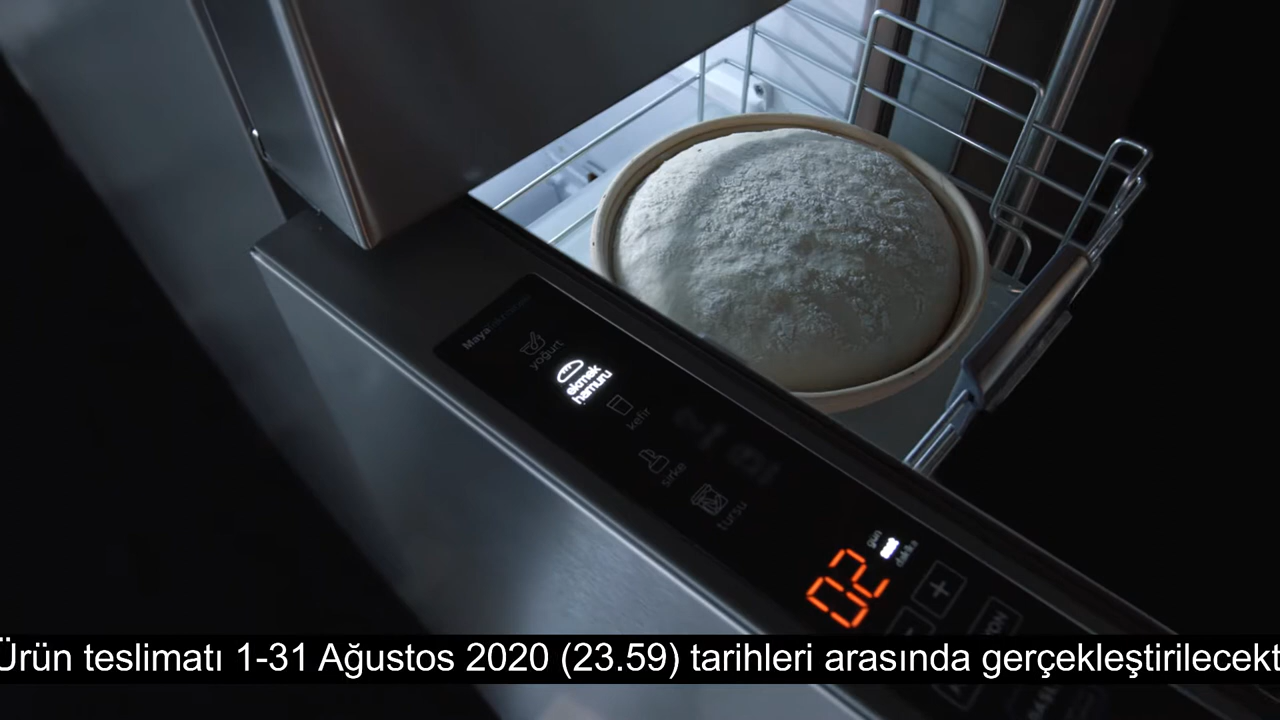 Maya
yoğurt
ekmek
hamuru
kefir
sirke
turşu
gün
saat
dakika
02
+
Ürün teslimatı 1-31 Ağustos 2020 (23.59) tarihleri arasında gerçekleştirilecekt